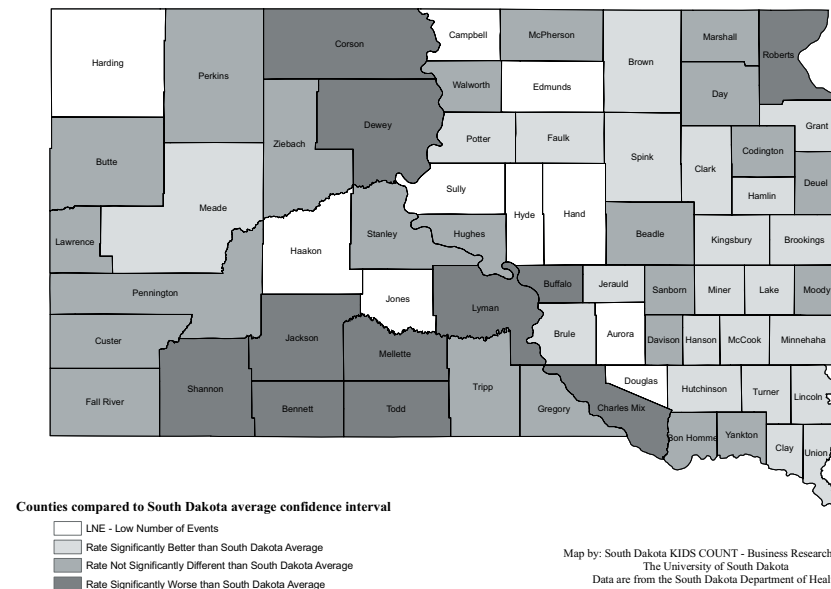 Harding
Perkins
Corson
Campbell
McPherson
Brown
Marshall
Roberts
Walworth
Edmunds
Day
Butte
Ziebach
Dewey
Potter
Faulk
Spink
Clark
Codington
Grant
Meade
Sully
Hyde
Hand
Hamlin
Deuel
Lawrence
Haakon
Stanley
Hughes
Beadle
Kingsbury
Brookings
Pennington
Jones
Lyman
Buffalo
Jerauld
Sanborn
Miner
Lake
Moody
Custer
Jackson
Mellette
Brule
Aurora
Davison
Hanson
McCook
Minnehaha
Fall River
Shannon
Bennett
Todd
Tripp
Gregory
Charles Mix
Douglas
Hutchinson
Turner
Lincoln
Bon Homme
Yankton
Clay
Union
Counties compared to South Dakota average confidence interval
LNE - Low Number of Events
Rate Significantly Better than South Dakota Average
Rate Not Significantly Different than South Dakota Average
Rate Significantly Worse than South Dakota Average
Map by: South Dakota KIDS COUNT - Business Research
The University of South Dakota
Data are from the South Dakota Department of Heal